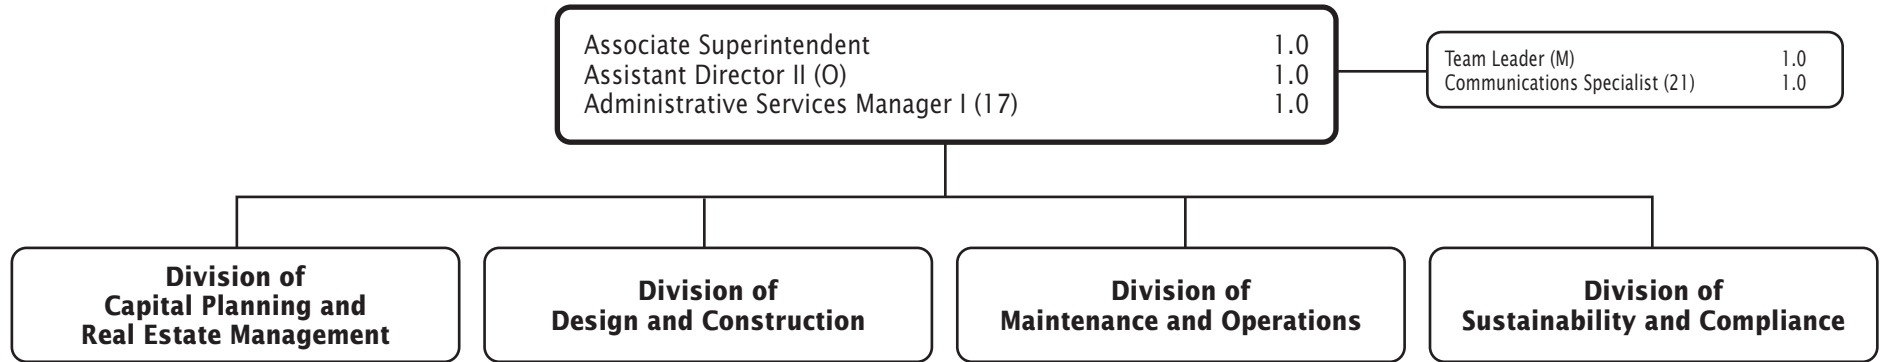 Associate Superintendent 1.0
Assistant Director II (O) 1.0
Administrative Services Manager I (17) 1.0
Team Leader (M) 1.0
Communications Specialist (21) 1.0
Division of
Capital Planning and
Real Estate Management
Division of
Design and Construction
Division of
Maintenance and Operations
Division of
Sustainability and Compliance